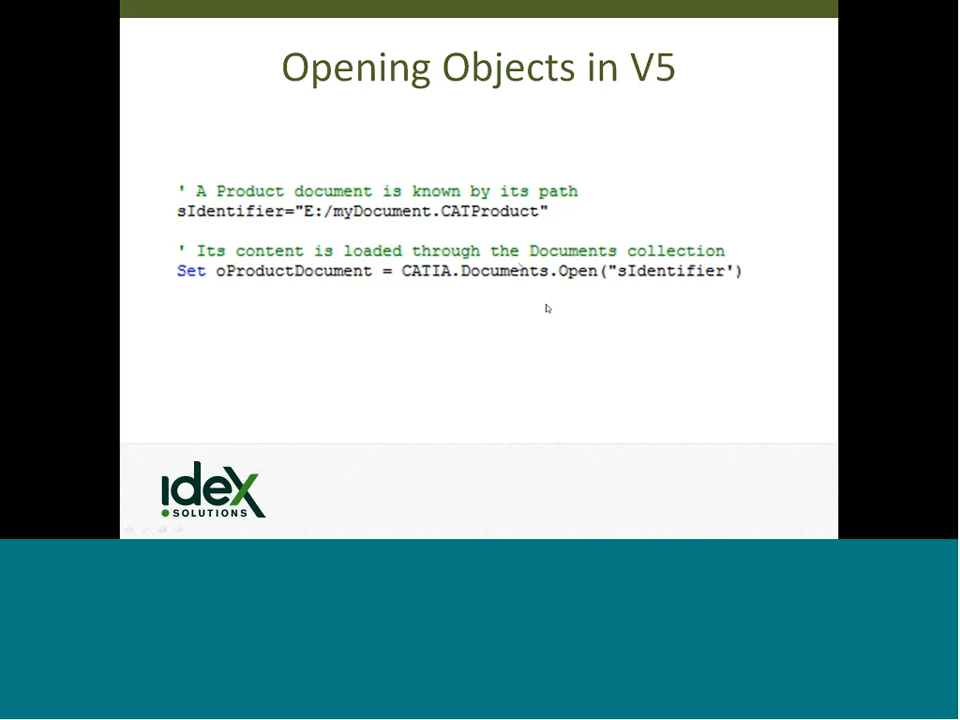 Opening Objects in V5
' A Product document is known by its path
sIdentifier="E:/myDocument.CATProduct"
' Its content is loaded through the Documents collection
Set oProductDocument = CATIA.Documents.Open("sIdentifier')
ideX
SOLUTIONS